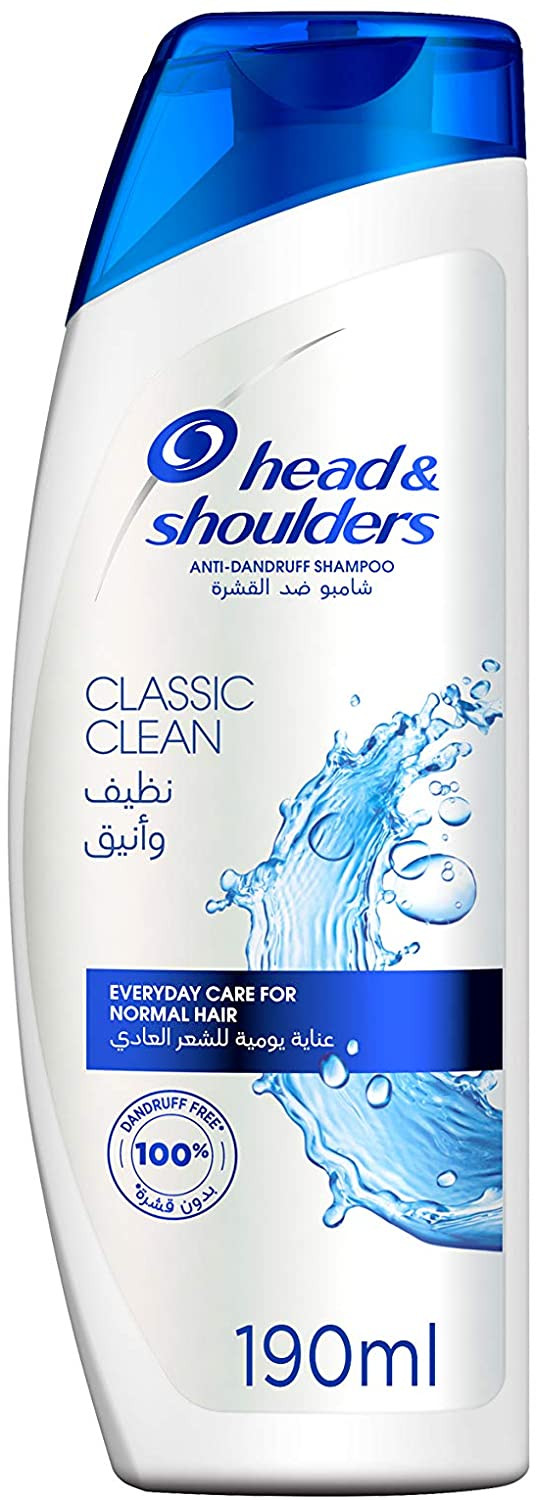 head &
shoulders
ANTI-DANDRUFF SHAMPOO
شامبو ضد القشرة
CLASSIC
CLEAN
نظيف
وأنيق
EVERYDAY CARE FOR
NORMAL HAIR
عناية يومية للشعر العادي
DANDRUFF FREE*
100%
بدون قشرة*
190ml